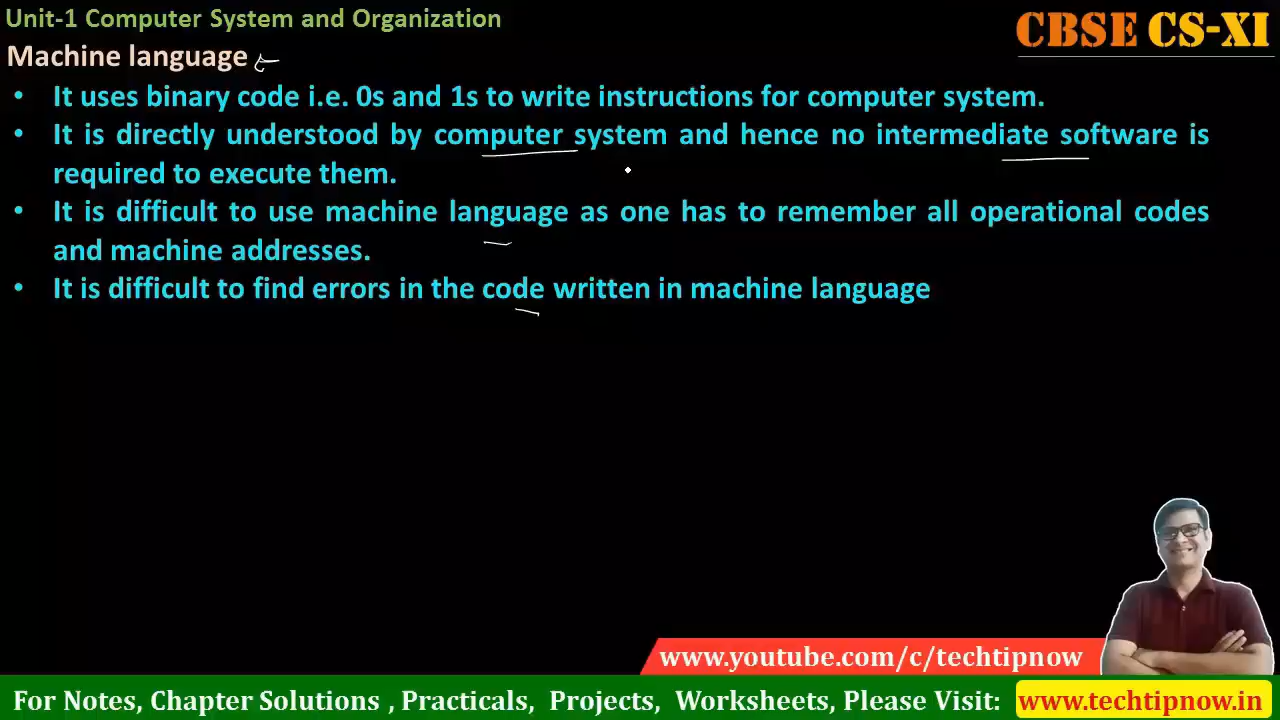 Unit-1 Computer System and Organization
CBSE CS-XI
Machine language
• It uses binary code i.e. 0s and 1s to write instructions for computer system.
• It is directly understood by computer system and hence no intermediate software is
required to execute them.
• It is difficult to use machine language as one has to remember all operational codes
and machine addresses.
• It is difficult to find errors in the code written in machine language
www.youtube.com/c/techtipnow
For Notes, Chapter Solutions , Practicals, Projects, Worksheets, Please Visit: www.techtipnow.in